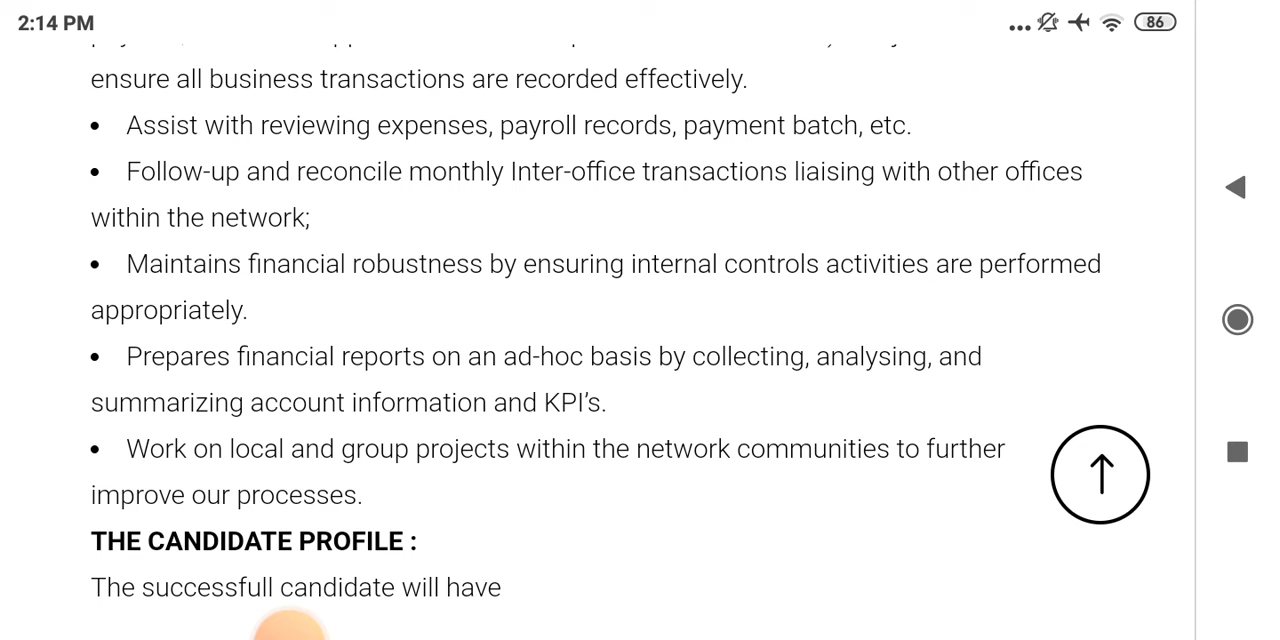 2:14 PM
86
ensure all business transactions are recorded effectively.
• Assist with reviewing expenses, payroll records, payment batch, etc.
• Follow-up and reconcile monthly Inter-office transactions liaising with other offices
within the network;
• Maintains financial robustness by ensuring internal controls activities are performed
appropriately.
• Prepares financial reports on an ad-hoc basis by collecting, analysing, and
summarizing account information and KPI’s.
• Work on local and group projects within the network communities to further
improve our processes.
THE CANDIDATE PROFILE :
The successfull candidate will have